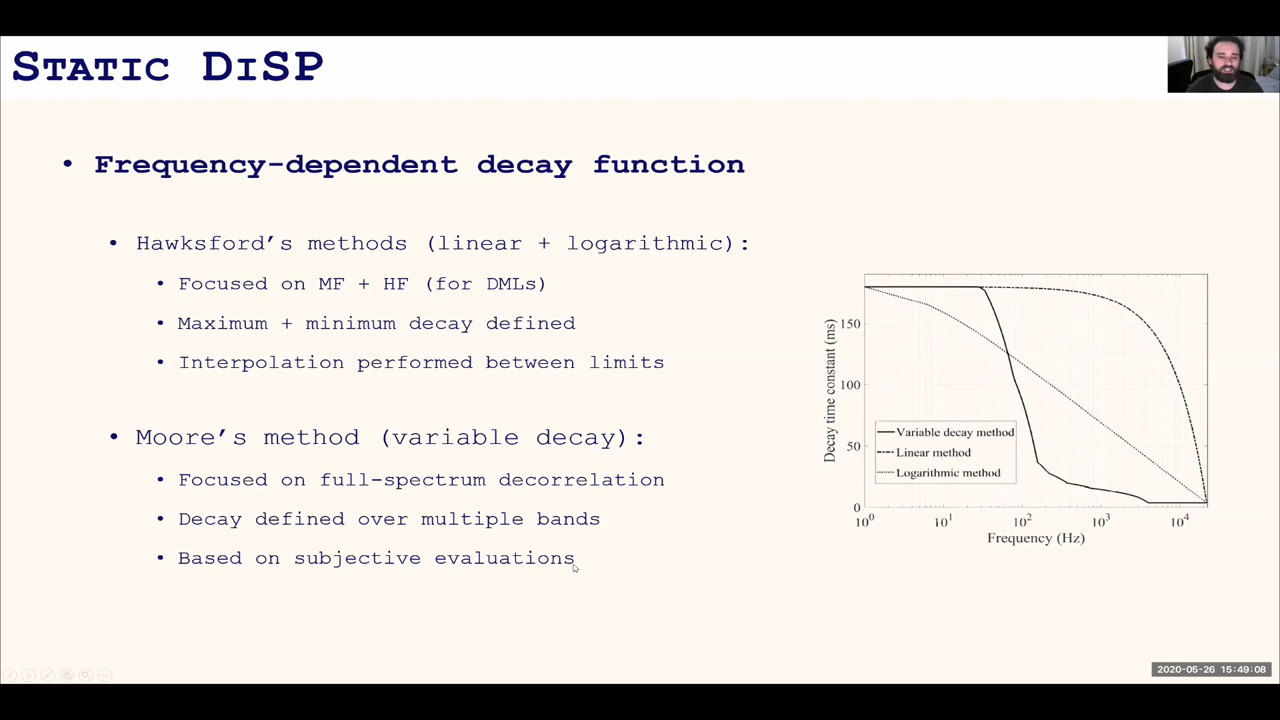 STATIC DISP
• Frequency-dependent decay function
• Hawksford’s methods (linear + logarithmic):
• Focused on MF + HF (for DMLs)
• Maximum + minimum decay defined
• Interpolation performed between limits
• Moore’s method (variable decay):
• Focused on full-spectrum decorrelation
• Decay defined over multiple bands
• Based on subjective evaluations
Decay time constant (ms)
150
100
50
0
Variable decay method
Linear method
Logarithmic method
10^0 10^1 10^2 10^3 10^4
Frequency (Hz)
2020-05-26 15:49:08